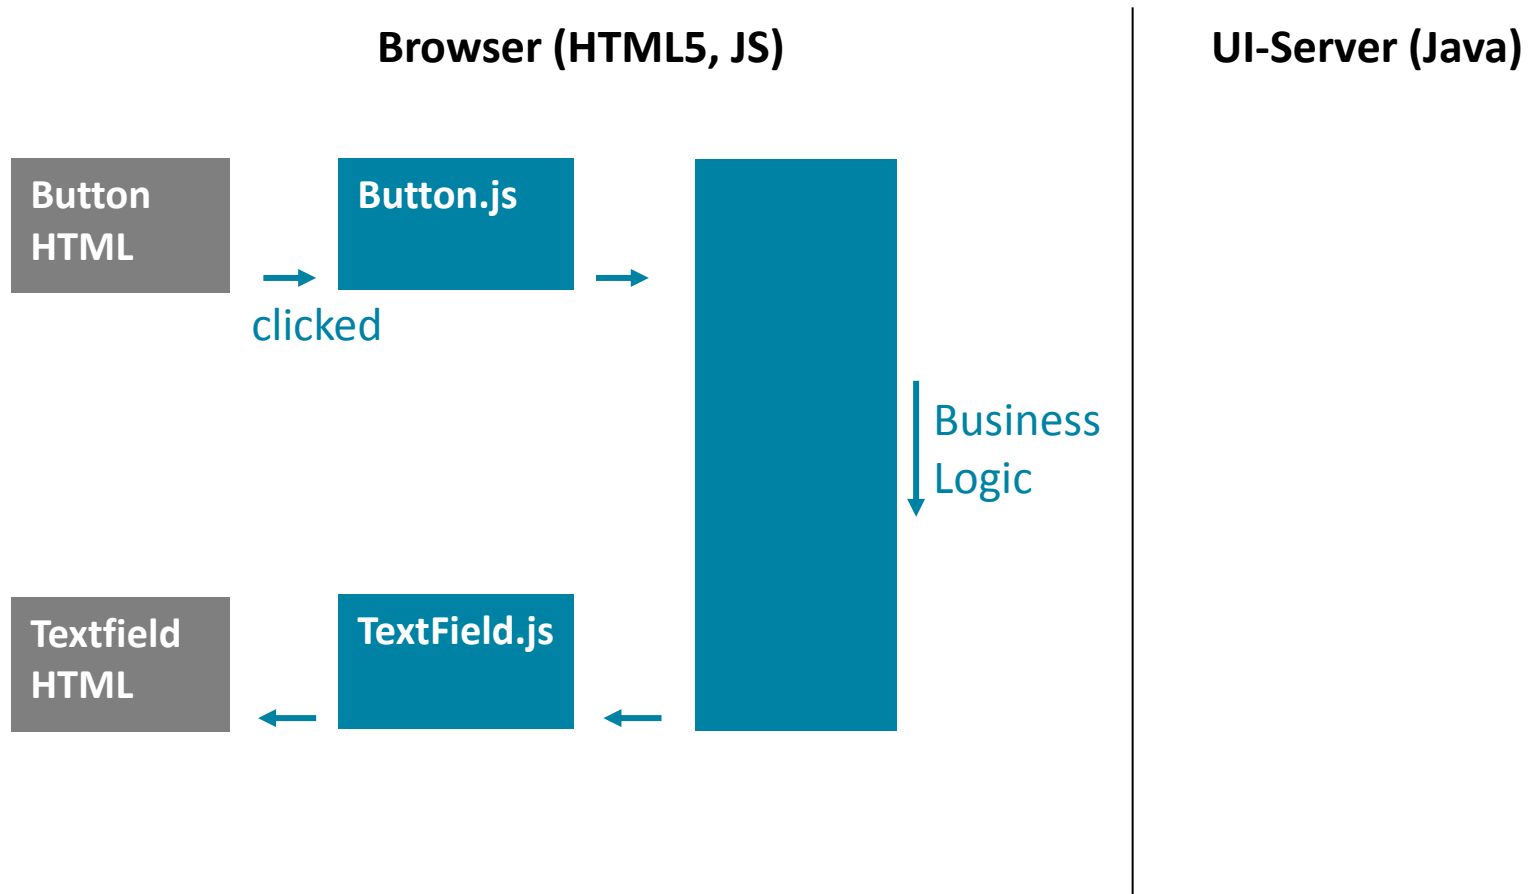 Browser (HTML5, JS)
UI-Server (Java)
Button
HTML
Button.js
clicked
Business
Logic
Textfield
HTML
TextField.js